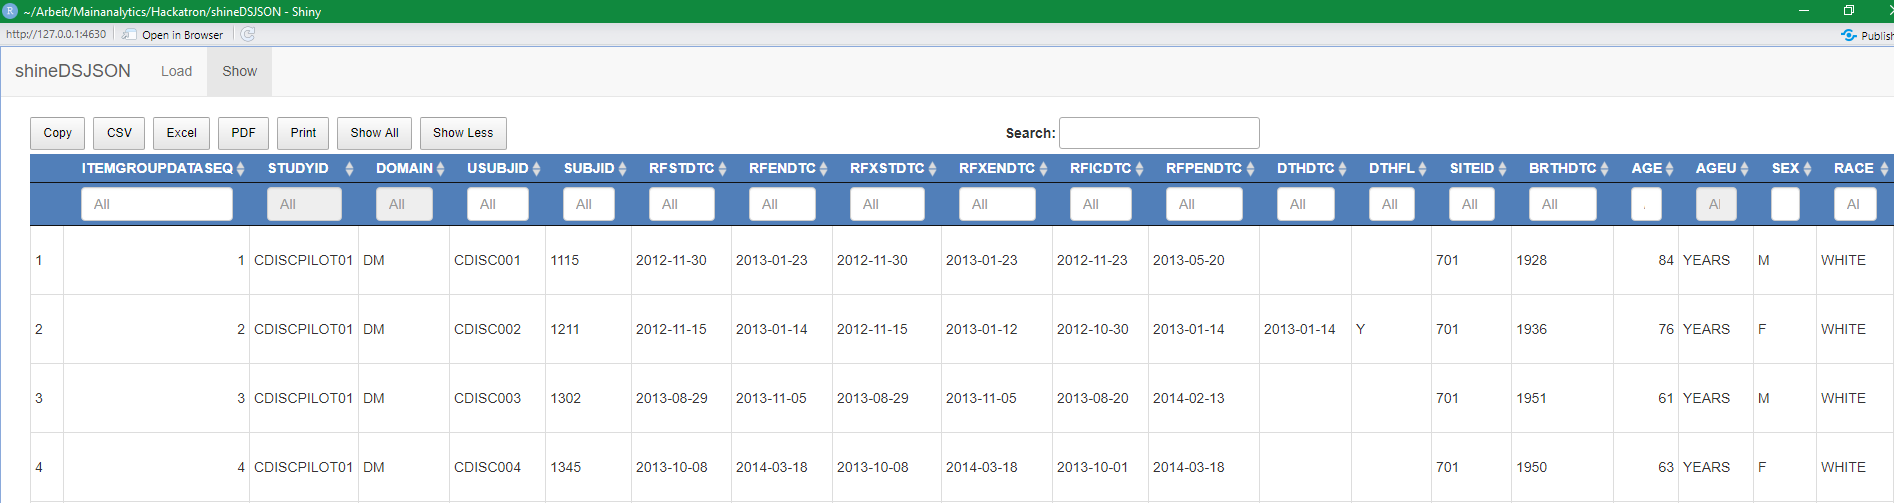 R ~/Arbeit/Mainanalytics/Hackatron/shineDSJSON - Shiny
http://127.0.0.1:4630 Open in Browser Publish
shineDSJSON Load Show
Copy CSV Excel PDF Print Show All Show Less Search:
ITEMGROUPDATASEQ STUDYID DOMAIN USUBJID SUBJID RFSTDTC RFENDTC RFXSTDTC RFXENDTC RFICDTC RFPENDTC DTHDTC DTHFL SITEID BRTHDTC AGE AGEU SEX RACE
All All All All All All All All All All All All All All All Al Al
1 1 CDISCPILOT01 DM CDISC001 1115 2012-11-30 2013-01-23 2012-11-30 2013-01-23 2012-11-23 2013-05-20 701 1928 84 YEARS M WHITE
2 2 CDISCPILOT01 DM CDISC002 1211 2012-11-15 2013-01-14 2012-11-15 2013-01-12 2012-10-30 2013-01-14 2013-01-14 Y 701 1936 76 YEARS F WHITE
3 3 CDISCPILOT01 DM CDISC003 1302 2013-08-29 2013-11-05 2013-08-29 2013-11-05 2013-08-20 2014-02-13 701 1951 61 YEARS M WHITE
4 4 CDISCPILOT01 DM CDISC004 1345 2013-10-08 2014-03-18 2013-10-08 2014-03-18 2013-10-01 2014-03-18 701 1950 63 YEARS F WHITE